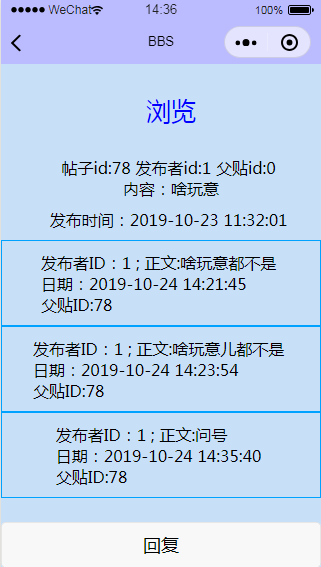 WeChat 14:36 100%
BBS
浏览
帖子id:78 发布者id:1 父贴id:0
内容：啥玩意
发布时间：2019-10-23 11:32:01
发布者ID：1 ; 正文:啥玩意都不是
日期：2019-10-24 14:21:45
父贴ID:78
发布者ID：1 ; 正文:啥玩意儿都不是
日期：2019-10-24 14:23:54
父贴ID:78
发布者ID：1 ; 正文:问号
日期：2019-10-24 14:35:40
父贴ID:78
回复